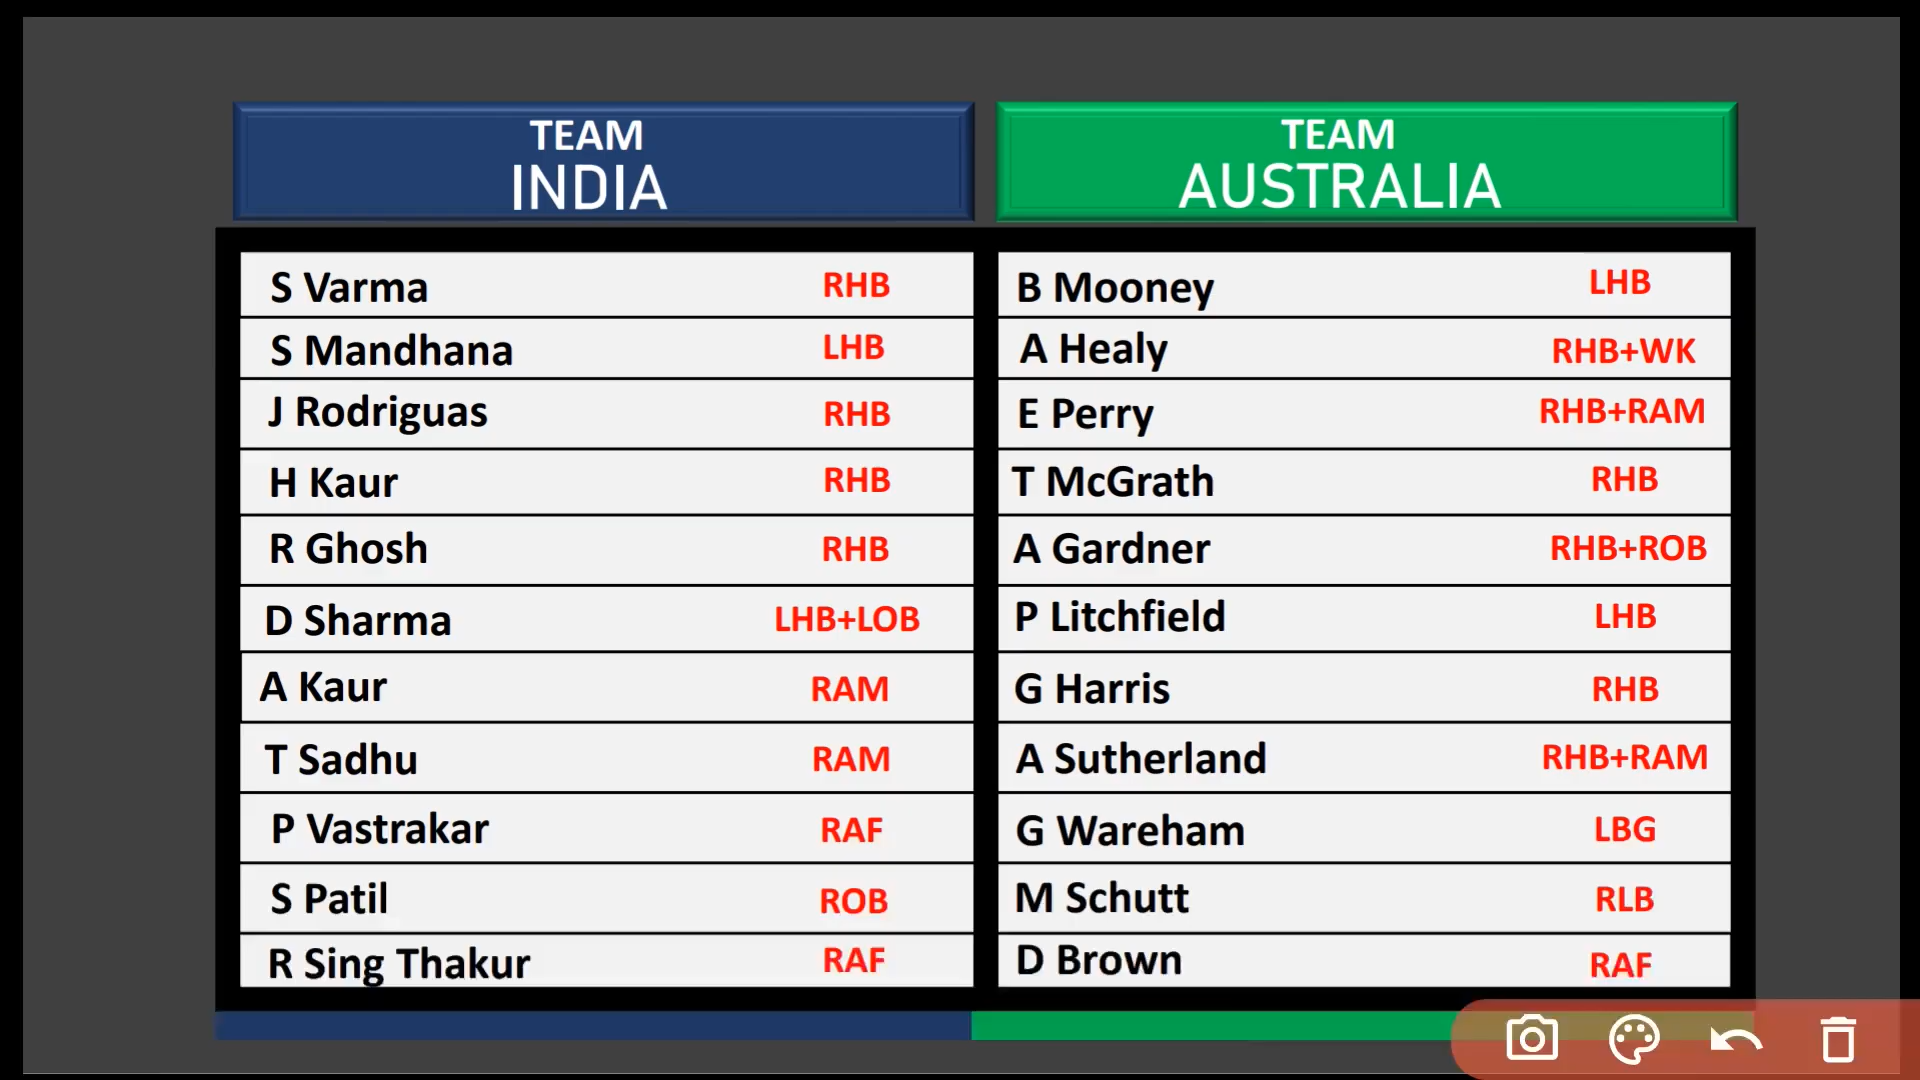 TEAM
INDIA
TEAM
AUSTRALIA
S Varma RHB
S Mandhana LHB
J Rodriguas RHB
H Kaur RHB
R Ghosh RHB
D Sharma LHB+LOB
A Kaur RAM
T Sadhu RAM
P Vastrakar RAF
S Patil ROB
R Sing Thakur RAF
B Mooney LHB
A Healy RHB+WK
E Perry RHB+RAM
T McGrath RHB
A Gardner RHB+ROB
P Litchfield LHB
G Harris RHB
A Sutherland RHB+RAM
G Wareham LBG
M Schutt RLB
D Brown RAF